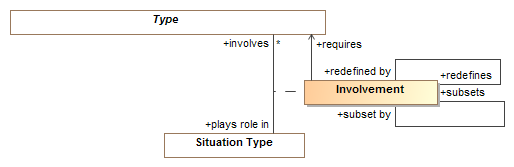 Type
+involves
*
+requires
+redefined by
+redefines
Involvement
+subsets
+subset by
+plays role in
Situation Type